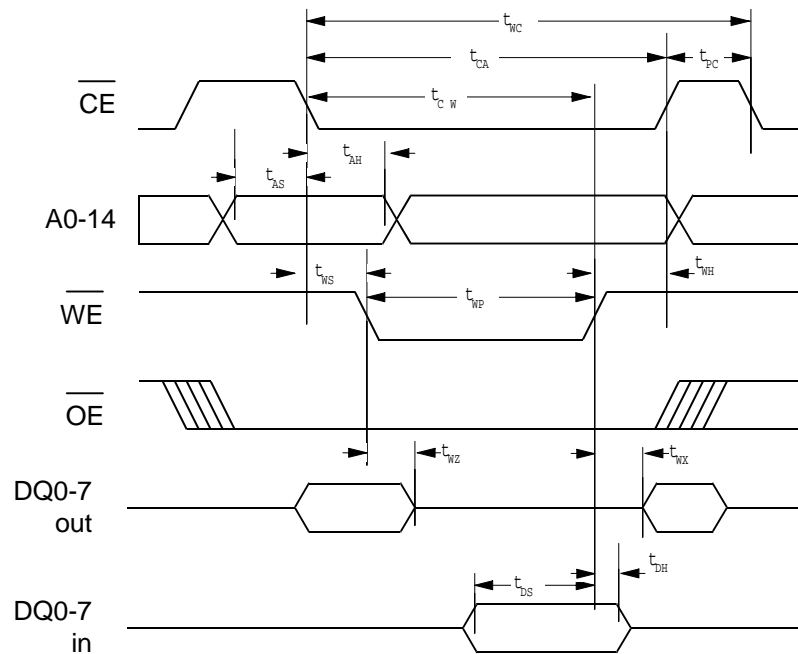 tWC
tCA
tPC
CE
tC W
tAH
tAS
A0-14
tWS
tWH
WE
tWP
OE
tWZ
tWX
DQ0-7
out
tDH
tDS
DQ0-7
in